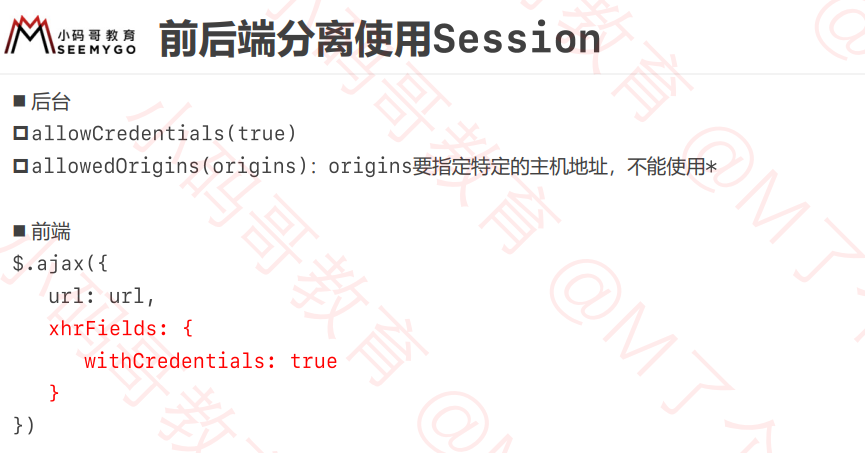 小码哥教育
SEEMYGO
前后端分离使用Session
后台
allowCredentials(true)
allowedOrigins(origins)：origins要指定特定的主机地址，不能使用*
前端
$.ajax({
url: url,
xhrFields: {
withCredentials: true
}
})
小码哥教育 @M了个
小码哥教育 @M了个
小码哥教育 @M了个